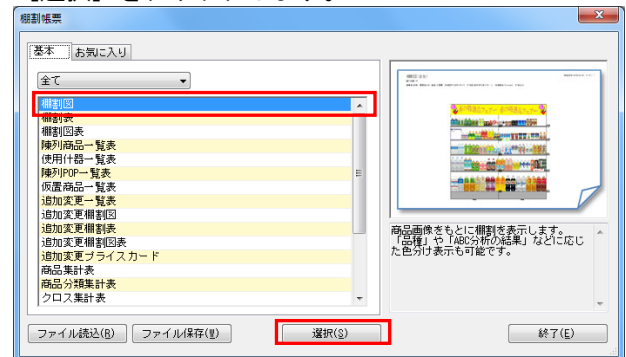 棚割帳票
基本 お気に入り
全て
棚割図
棚割表
棚割図表
陳列商品一覧表
使用什器一覧表
陳列POP一覧表
仮置商品一覧表
追加変更一覧表
追加変更棚割図
追加変更棚割表
追加変更棚割図表
追加変更プライスカード
商品集計表
商品分類集計表
クロス集計表
商品画像をもとに棚割を表示します。
「品種」や「ABC分析の結果」などに応じ
た色分け表示も可能です。
ファイル読込(R) ファイル保存(W) 選択(S) 終了(E)